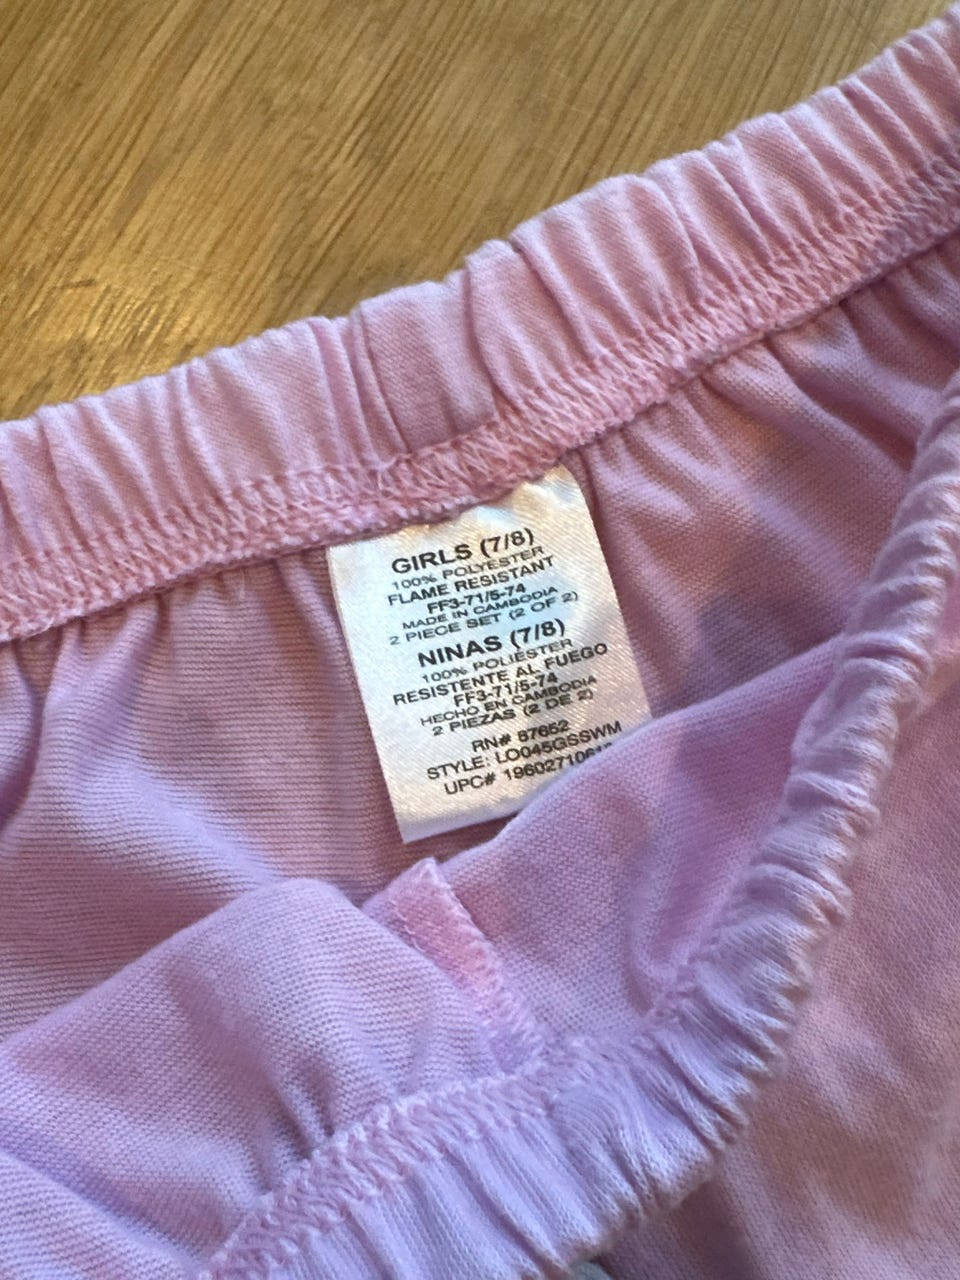 GIRLS (7/8)
100% POLYESTER
FLAME RESISTANT
FF3-71/5-74
MADE IN CAMBODIA
2 PIECE SET (2 OF 2)
NINAS (7/8)
100% POLIÉSTER
RESISTENTE AL FUEGO
FF3-71/5-74
HECHO EN CAMBODIA
2 PIEZAS (2 DE 2)
RN# 87652
STYLE: LO045GSSWM
UPC#